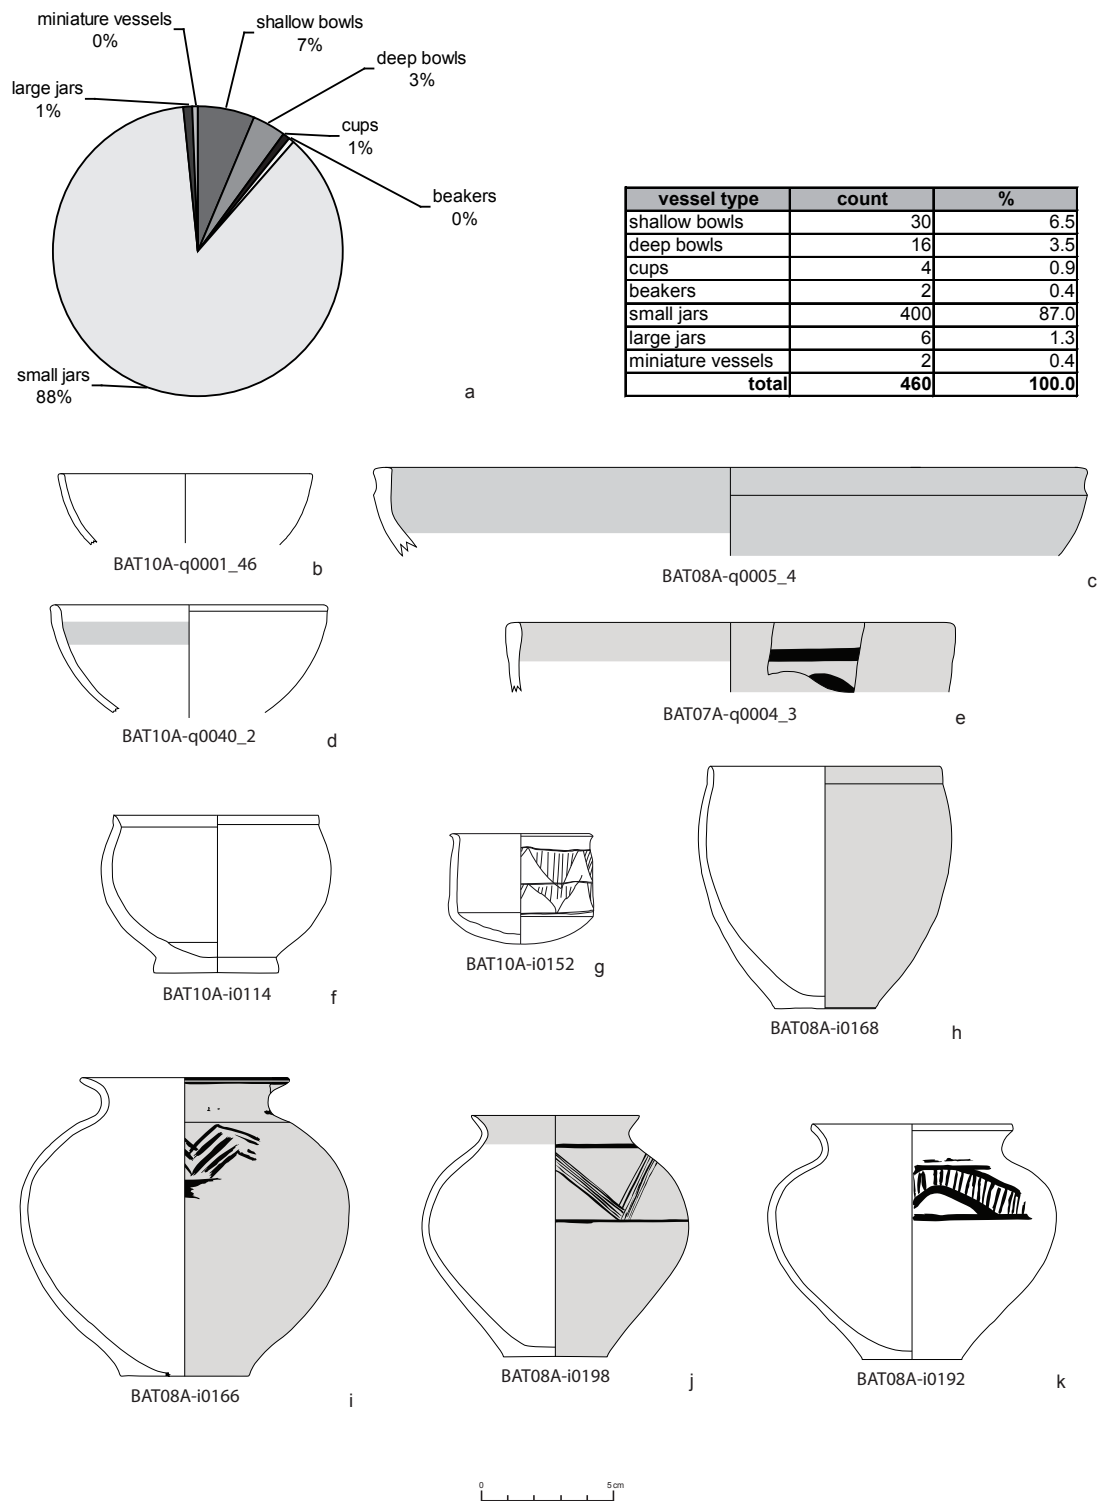 miniature vessels
0%
shallow bowls
7%
deep bowls
3%
large jars
1%
cups
1%
beakers
0%
small jars
88%
a
vessel type count %
shallow bowls 30 6.5
deep bowls 16 3.5
cups 4 0.9
beakers 2 0.4
small jars 400 87.0
large jars 6 1.3
miniature vessels 2 0.4
total 460 100.0
BAT10A-q0001_46 b
BAT08A-q0005_4 c
BAT10A-q0040_2 d
BAT07A-q0004_3 e
BAT10A-i0114 f
BAT10A-i0152 g
BAT08A-i0168 h
BAT08A-i0166 i
BAT08A-i0198 j
BAT08A-i0192 k
0 5 cm